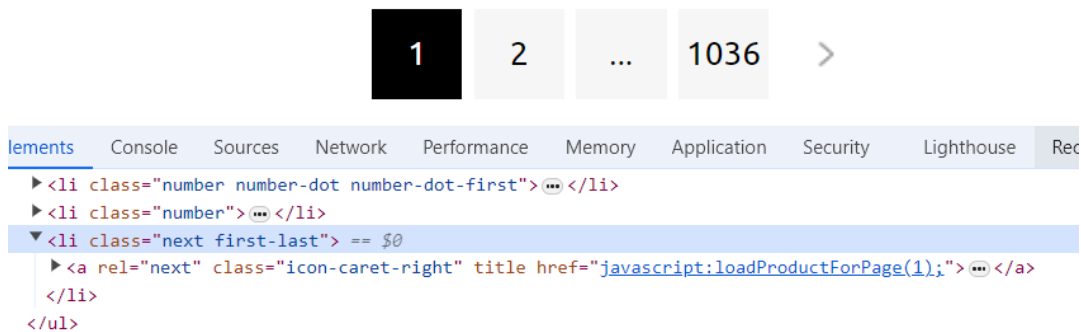 1 2 ... 1036 >
lements Console Sources Network Performance Memory Application Security Lighthouse Rec
▶<li class="number number-dot number-dot-first">…</li>
▶<li class="number">…</li>
▼<li class="next first-last"> == $0
▶<a rel="next" class="icon-caret-right" title href="javascript:loadProductForPage(1);">…</a>
</li>
</ul>